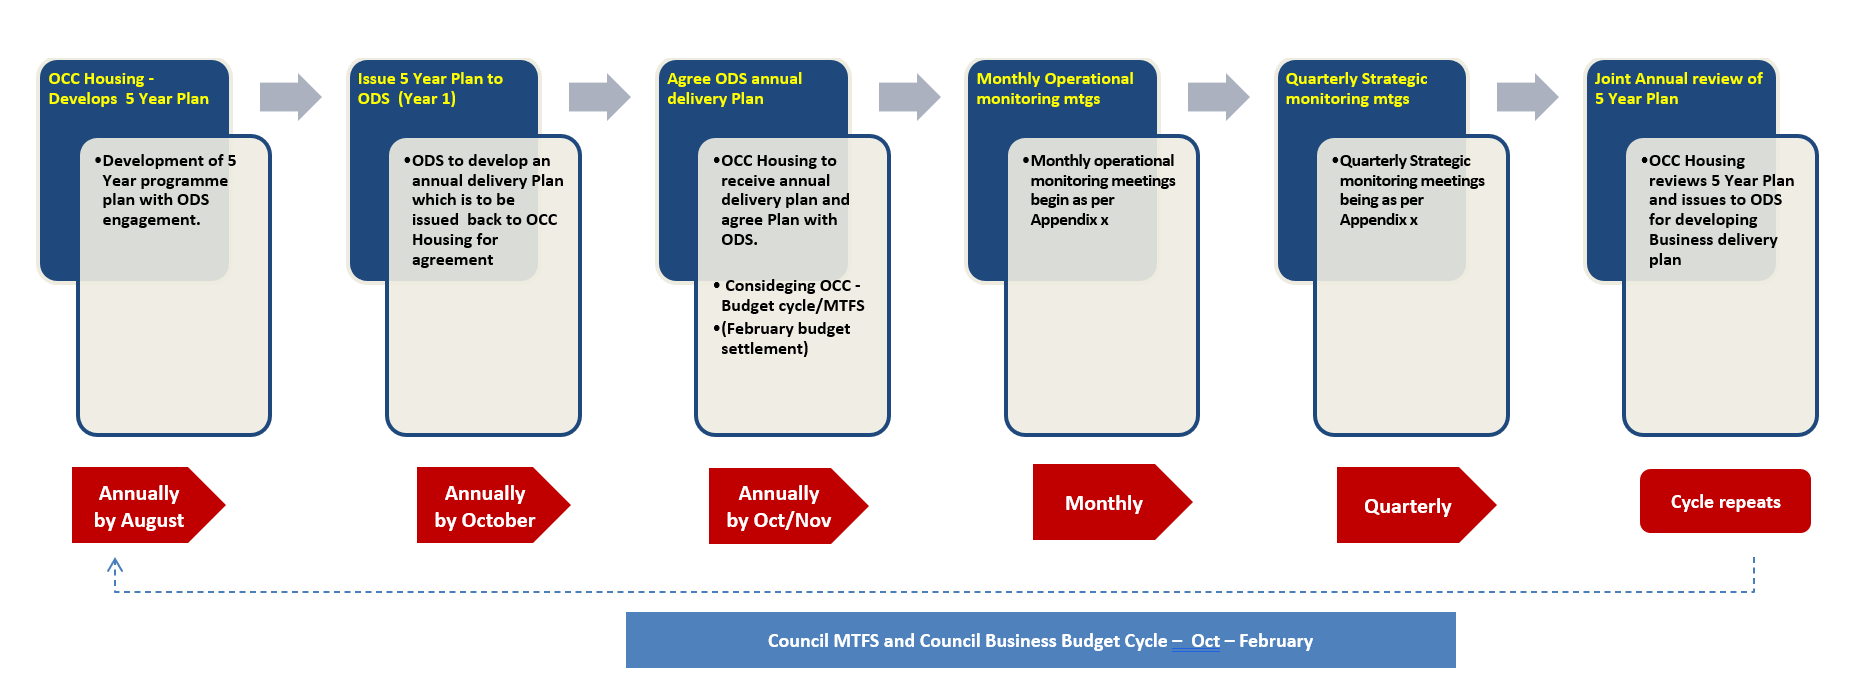 OCC Housing -
Develops  5 Year Plan
•Development of 5
Year programme
plan with ODS
engagement.
Issue 5 Year Plan to
ODS  (Year 1)
•ODS to develop an
annual delivery Plan
which is to be
issued  back to OCC
Housing for
agreement
Agree ODS annual
delivery Plan
•OCC Housing to
receive annual
delivery plan and
agree Plan with
ODS.
• Consideging OCC -
Budget cycle/MTFS
•(February budget
settlement)
Monthly Operational
monitoring mtgs
•Monthly operational
monitoring meetings
begin as per
Appendix x
Quarterly Strategic
monitoring mtgs
•Quarterly Strategic
monitoring meetings
being as per
Appendix x
Joint Annual review of
5 Year Plan
•OCC Housing
reviews 5 Year Plan
and issues to ODS
for developing
Business delivery
plan
Annually
by August
Annually
by October
Annually
by Oct/Nov
Monthly
Quarterly
Cycle repeats
Council MTFS and Council Business Budget Cycle –  Oct – February